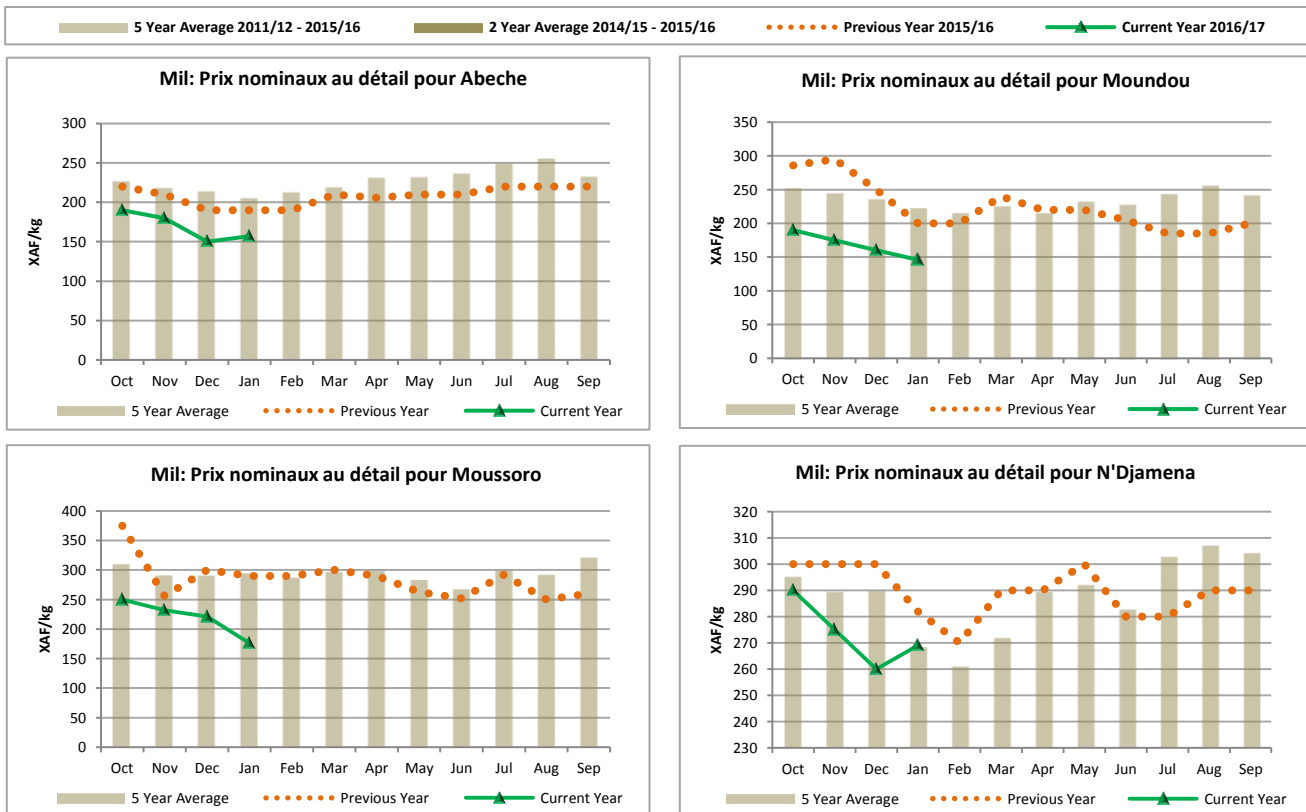 5 Year Average 2011/12 - 2015/16 2 Year Average 2014/15 - 2015/16 Previous Year 2015/16 Current Year 2016/17
Mil: Prix nominaux au détail pour Abeche
300
250
200
150
100
50
0
XAF/kg
Oct Nov Dec Jan Feb Mar Apr May Jun Jul Aug Sep
5 Year Average Previous Year Current Year
Mil: Prix nominaux au détail pour Moundou
350
300
250
200
150
100
50
0
XAF/kg
Oct Nov Dec Jan Feb Mar Apr May Jun Jul Aug Sep
5 Year Average Previous Year Current Year
Mil: Prix nominaux au détail pour Moussoro
400
350
300
250
200
150
100
50
0
XAF/kg
Oct Nov Dec Jan Feb Mar Apr May Jun Jul Aug Sep
5 Year Average Previous Year Current Year
Mil: Prix nominaux au détail pour N'Djamena
320
310
300
290
280
270
260
250
240
230
XAF/kg
Oct Nov Dec Jan Feb Mar Apr May Jun Jul Aug Sep
5 Year Average Previous Year Current Year